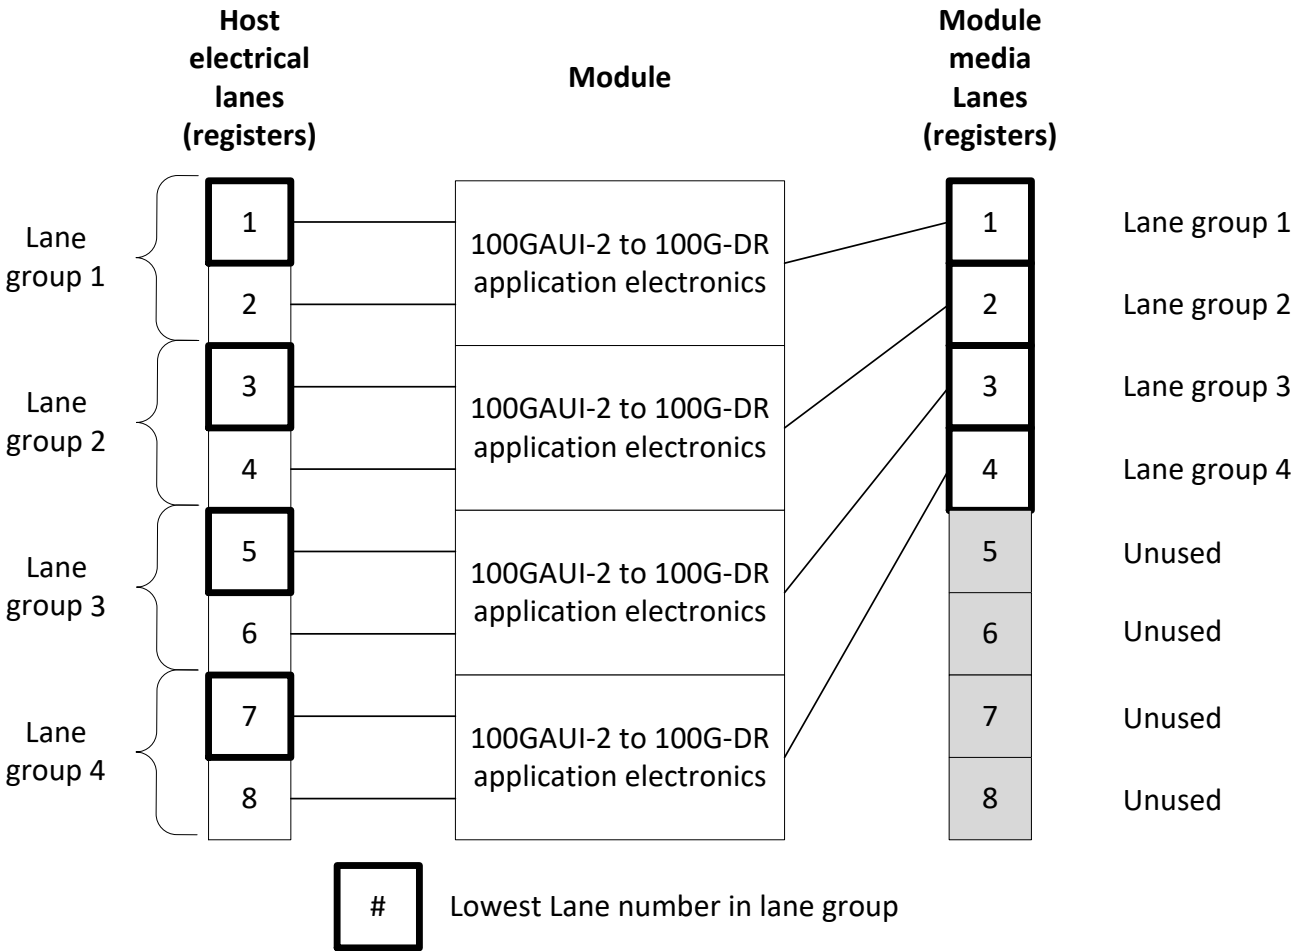 Host
electrical
lanes
(registers)
Module
Module
media
Lanes
(registers)
Lane
group 1
1
2
100GAUI-2 to 100G-DR
application electronics
1
Lane group 1
2
Lane group 2
Lane
group 2
3
4
100GAUI-2 to 100G-DR
application electronics
3
Lane group 3
4
Lane group 4
Lane
group 3
5
6
100GAUI-2 to 100G-DR
application electronics
5
Unused
6
Unused
Lane
group 4
7
8
100GAUI-2 to 100G-DR
application electronics
7
Unused
8
Unused
#
Lowest Lane number in lane group